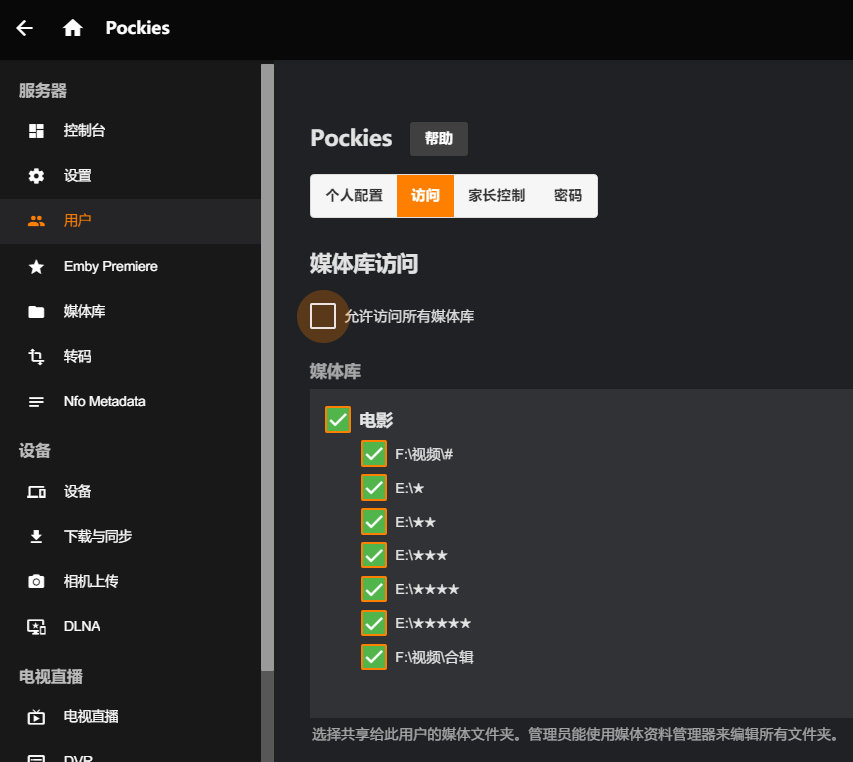 Pockies
服务器
控制台
设置
用户
Emby Premiere
媒体库
转码
Nfo Metadata
设备
设备
下载与同步
相机上传
DLNA
电视直播
电视直播
DVR
Pockies 帮助
个人配置 访问 家长控制 密码
媒体库访问
允许访问所有媒体库
媒体库
电影
F:\视频\#
E:\★
E:\★★
E:\★★★
E:\★★★★
E:\★★★★★
F:\视频\合辑
选择共享给此用户的媒体文件夹。管理员能使用媒体资料管理器来编辑所有文件夹。